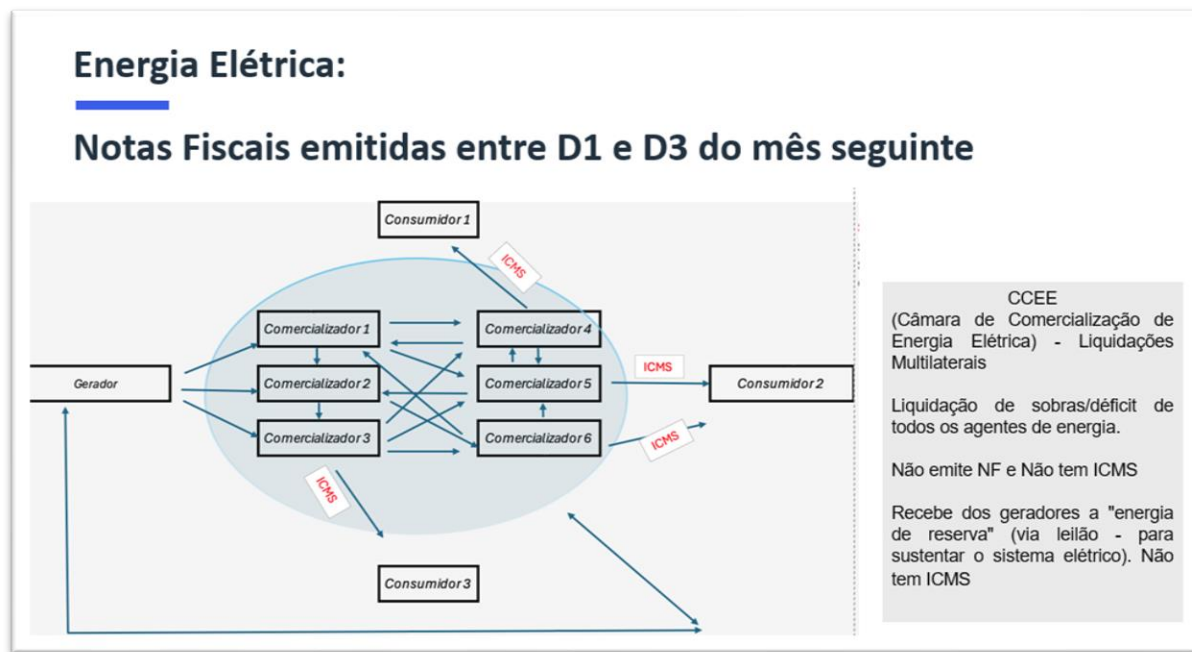 Energia Elétrica:
Notas Fiscais emitidas entre D1 e D3 do mês seguinte
Consumidor 1
ICMS
Comercializador 1
Comercializador 4
Gerador
Comercializador 2
Comercializador 5
ICMS
Consumidor 2
Comercializador 3
Comercializador 6
ICMS
ICMS
Consumidor 3
CCEE
(Câmara de Comercialização de
Energia Elétrica) - Liquidações
Multilaterais
Liquidação de sobras/déficit de
todos os agentes de energia.
Não emite NF e Não tem ICMS
Recebe dos geradores a "energia
de reserva" (via leilão - para
sustentar o sistema elétrico). Não
tem ICMS